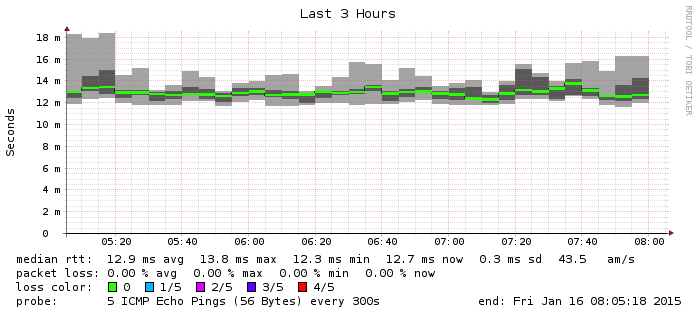 Last 3 Hours
RRDTOOL / TOBI OETIKER
Seconds
18 m
16 m
14 m
12 m
10 m
8 m
6 m
4 m
2 m
0
05:20 05:40 06:00 06:20 06:40 07:00 07:20 07:40 08:00
median rtt: 12.9 ms avg 13.8 ms max 12.3 ms min 12.7 ms now 0.3 ms sd 43.5 am/s
packet loss: 0.00 % avg 0.00 % max 0.00 % min 0.00 % now
loss color: 0 1/5 2/5 3/5 4/5
probe: 5 ICMP Echo Pings (56 Bytes) every 300s end: Fri Jan 16 08:05:18 2015